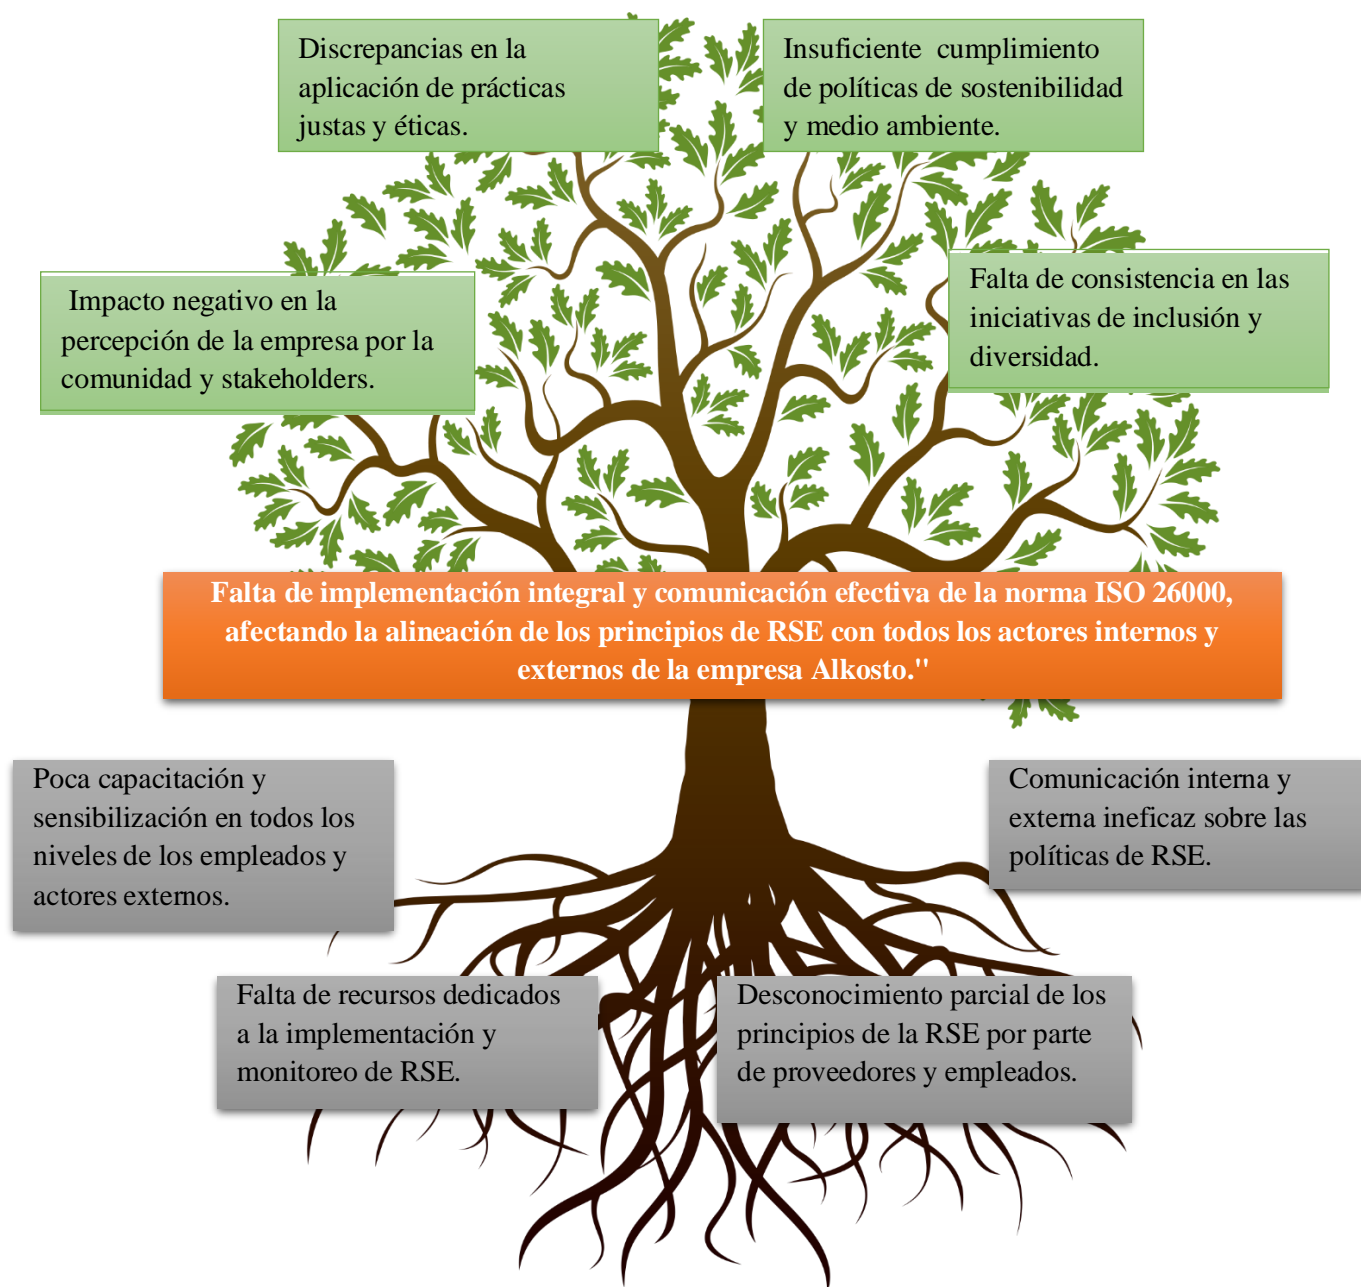 Discrepancias en la
aplicación de prácticas
justas y éticas.
Insuficiente cumplimiento
de políticas de sostenibilidad
y medio ambiente.
Impacto negativo en la
percepción de la empresa por la
comunidad y stakeholders.
Falta de consistencia en las
iniciativas de inclusión y
diversidad.
Falta de implementación integral y comunicación efectiva de la norma ISO 26000,
afectando la alineación de los principios de RSE con todos los actores internos y
externos de la empresa Alkosto."
Poca capacitación y
sensibilización en todos los
niveles de los empleados y
actores externos.
Comunicación interna y
externa ineficaz sobre las
políticas de RSE.
Falta de recursos dedicados
a la implementación y
monitoreo de RSE.
Desconocimiento parcial de los
principios de la RSE por parte
de proveedores y empleados.